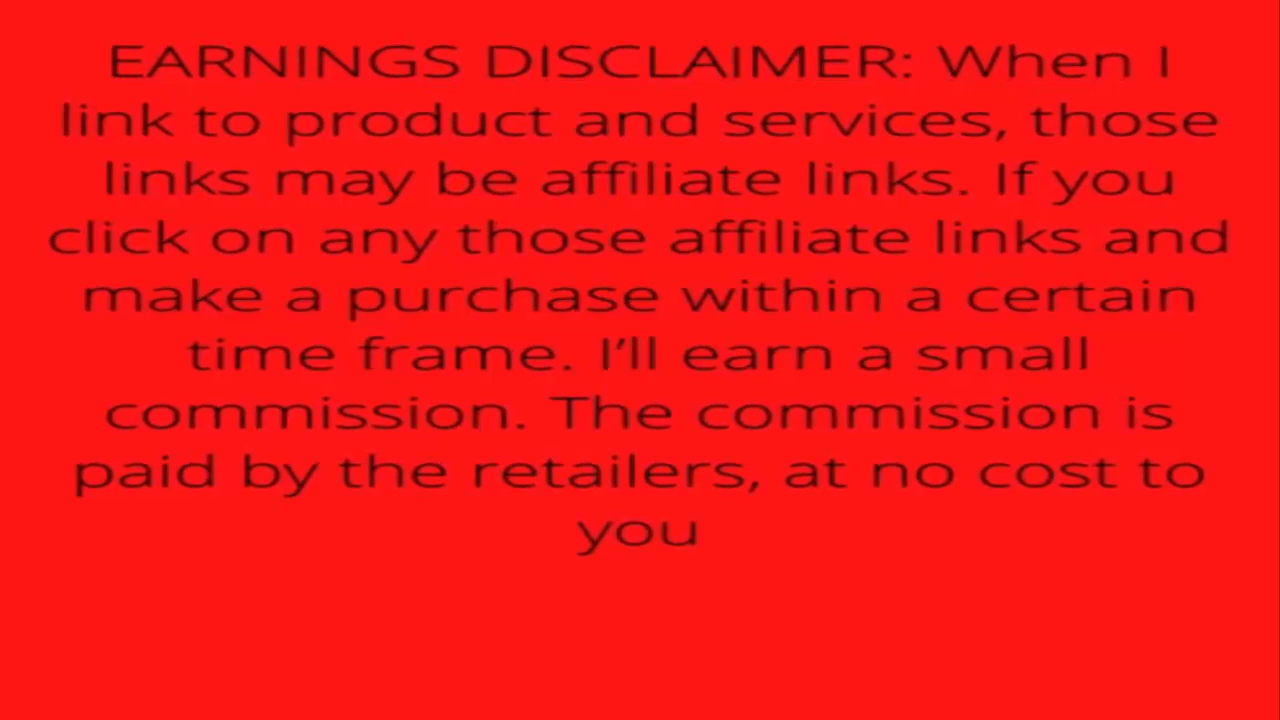 EARNINGS DISCLAIMER: When I
link to product and services, those
links may be affiliate links. If you
click on any those affiliate links and
make a purchase within a certain
time frame. I’ll earn a small
commission. The commission is
paid by the retailers, at no cost to
you